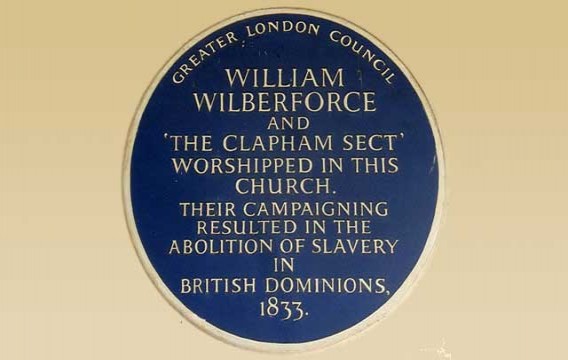 GREATER LONDON COUNCIL
WILLIAM
WILBERFORCE
AND
'THE CLAPHAM SECT'
WORSHIPPED IN THIS
CHURCH.
THEIR CAMPAIGNING
RESULTED IN THE
ABOLITION OF SLAVERY
IN
BRITISH DOMINIONS,
1833.